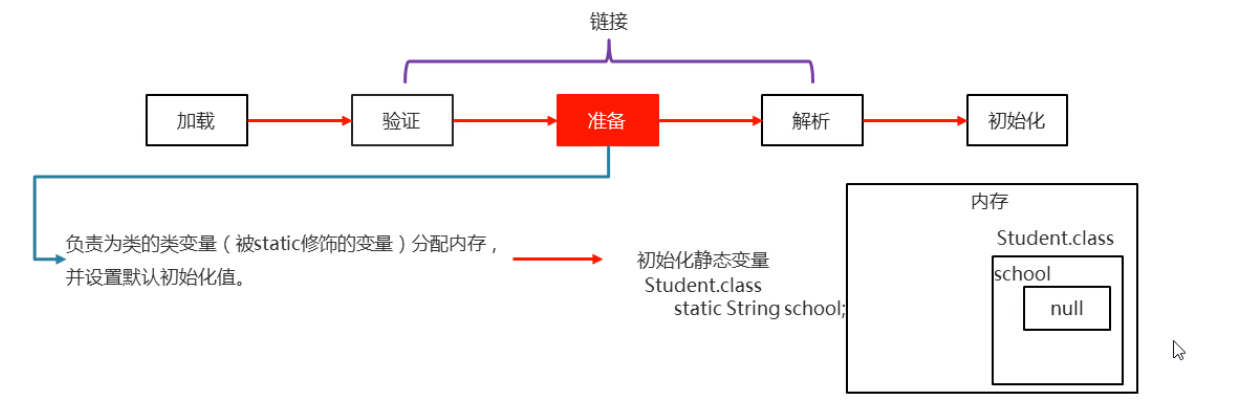 链接
加载
验证
准备
解析
初始化
负责为类的类变量（被static修饰的变量）分配内存，
并设置默认初始化值。
初始化静态变量
Student.class
static String school;
内存
Student.class
school
null